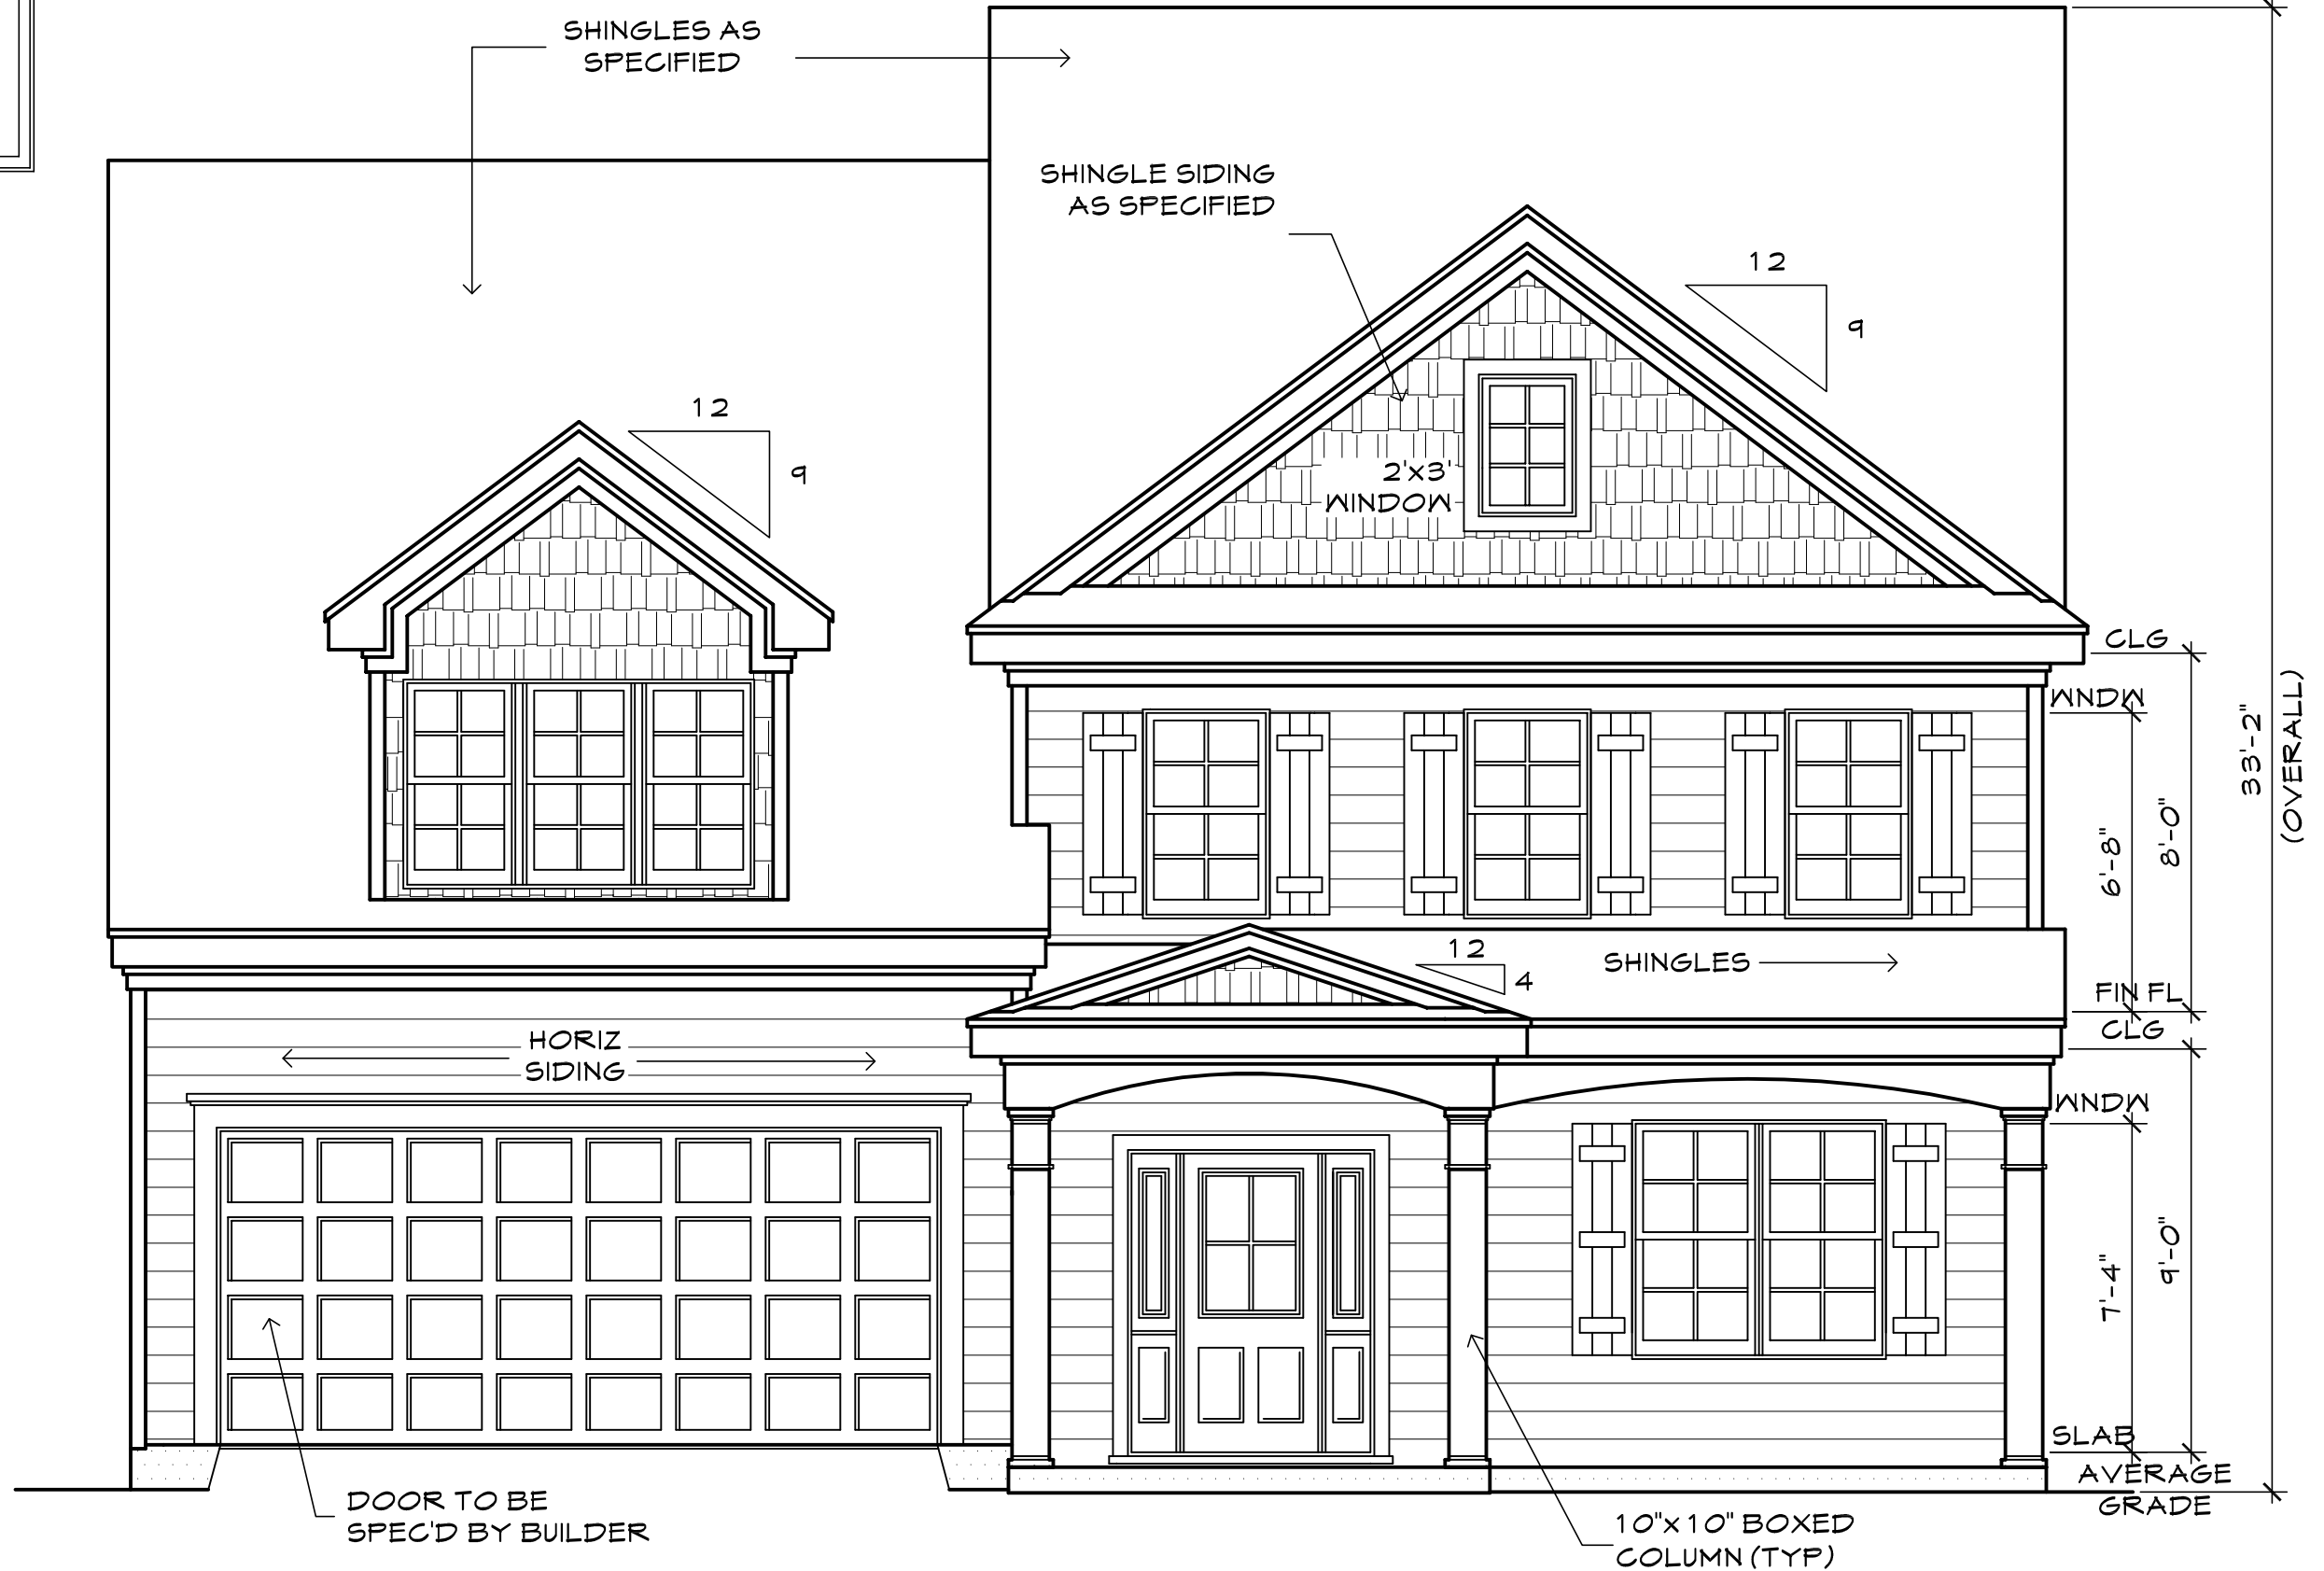 SHINGLES AS
SPECIFIED
SHINGLE SIDING
AS SPECIFIED
12
9
12
9
2'X3'
WINDOW
CLG
WNDW
33'-2"
(OVERALL)
8'-0"
6'-8"
12
4
SHINGLES
FIN FL
CLG
HORIZ
SIDING
WNDW
9'-0"
7'-4"
SLAB
AVERAGE
GRADE
DOOR TO BE
SPEC'D BY BUILDER
10"x10" BOXED
COLUMN (TYP)